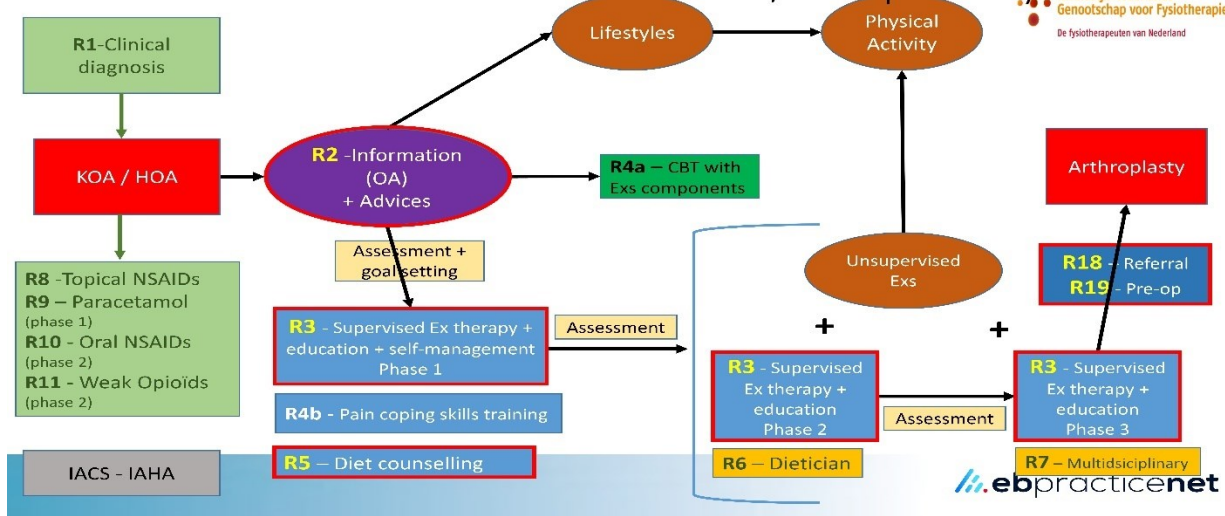 Genootschap voor Fysiotherapie
De fysiotherapeuten van Nederland
Lifestyles
Physical
Activity
R1-Clinical
diagnosis
KOA / HOA
R2 -Information
(OA)
+ Advices
R4a – CBT with
Exs components
Arthroplasty
Assessment +
goal setting
Unsupervised
Exs
R18 - Referral
R19 - Pre-op
R8 -Topical NSAIDs
R9 – Paracetamol
(phase 1)
R10 - Oral NSAIDs
(phase 2)
R11 - Weak Opioïds
(phase 2)
R3 - Supervised Ex therapy +
education + self-management
Phase 1
Assessment
+
+
R3 - Supervised
Ex therapy +
education
Phase 2
Assessment
R3 - Supervised
Ex therapy +
education
Phase 3
R4b - Pain coping skills training
R5 – Diet counselling
R6 – Dietician
R7 – Multidsiciplinary
IACS - IAHA
ebpracticenet